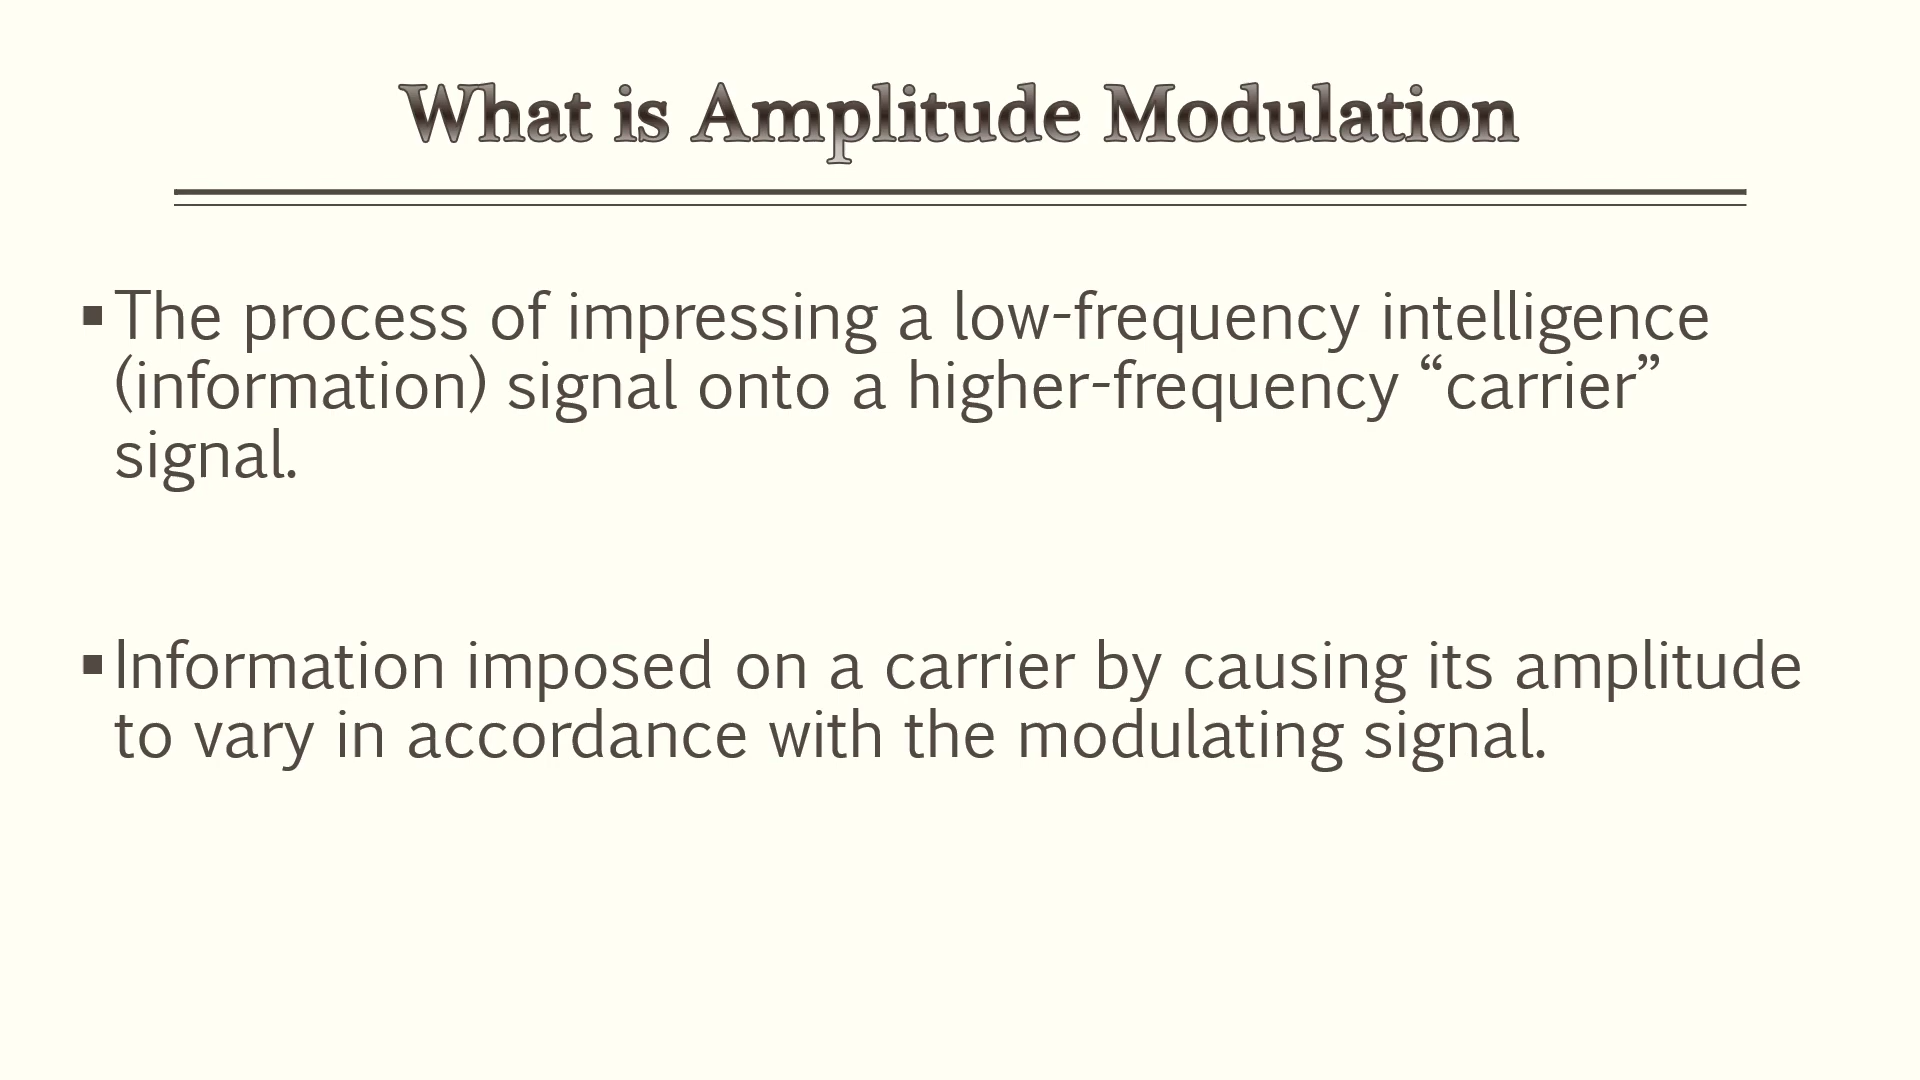 What is Amplitude Modulation
▪The process of impressing a low-frequency intelligence
(information) signal onto a higher-frequency “carrier”
signal.
▪Information imposed on a carrier by causing its amplitude
to vary in accordance with the modulating signal.